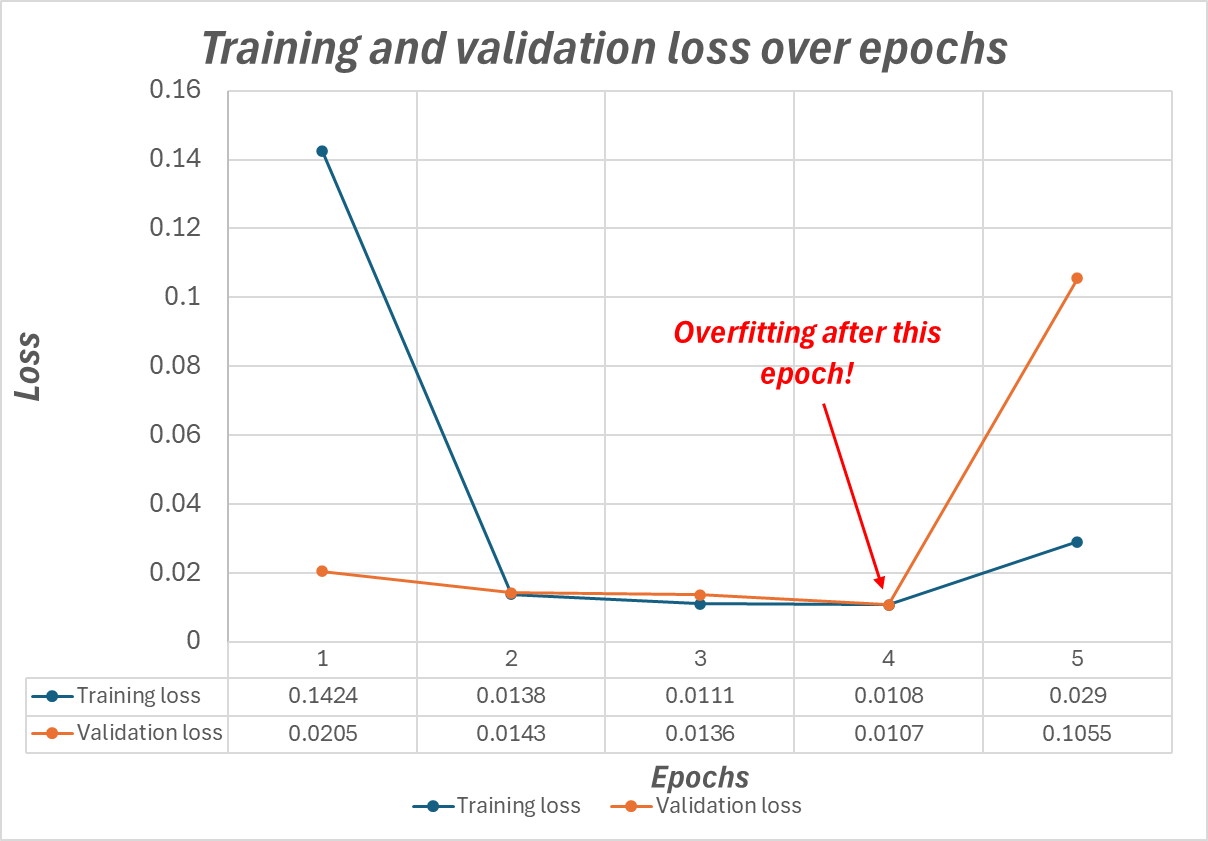 Training and validation loss over epochs
0.16
0.14
0.12
0.1
0.08
0.06
0.04
0.02
0
Loss
Overfitting after this
epoch!
1 2 3 4 5
Training loss 0.1424 0.0138 0.0111 0.0108 0.029
Validation loss 0.0205 0.0143 0.0136 0.0107 0.1055
Epochs
Training loss Validation loss